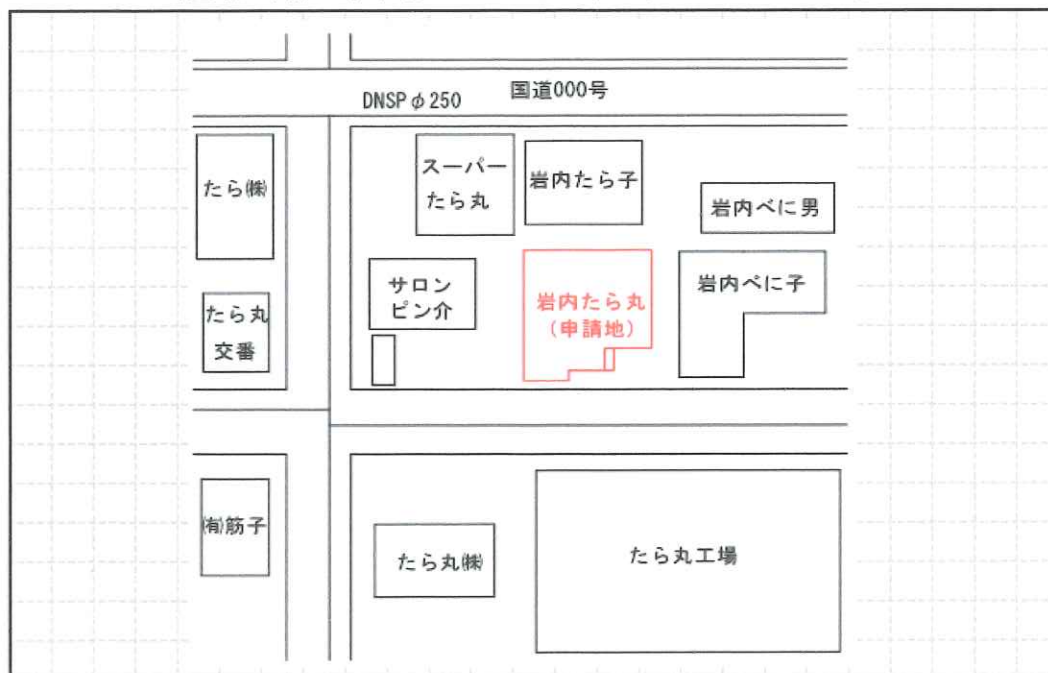 国道000号
DNSPφ250
たら㈱
スーパー
たら丸
岩内たら子
岩内べに男
サロン
ピン介
岩内たら丸
(申請地)
岩内べに子
たら丸
交番
㈲筋子
たら丸㈱
たら丸工場